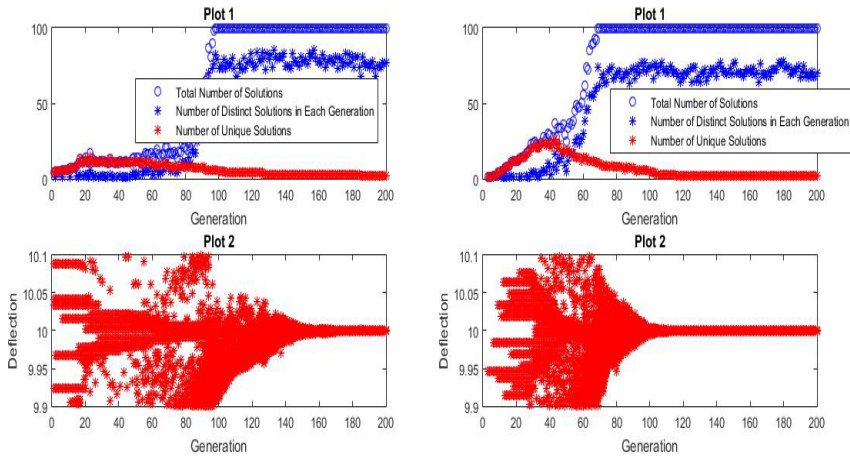 Plot 1
100
50
0
Total Number of Solutions
Number of Distinct Solutions in Each Generation
Number of Unique Solutions
0 20 40 60 80 100 120 140 160 180 200
Generation
Plot 1
100
50
0
Total Number of Solutions
Number of Distinct Solutions in Each Generation
Number of Unique Solutions
0 20 40 60 80 100 120 140 160 180 200
Generation
Plot 2
Deflection
10.1
10.05
10
9.95
9.9
0 20 40 60 80 100 120 140 160 180 200
Generation
Plot 2
Deflection
10.1
10.05
10
9.95
9.9
0 20 40 60 80 100 120 140 160 180 200
Generation